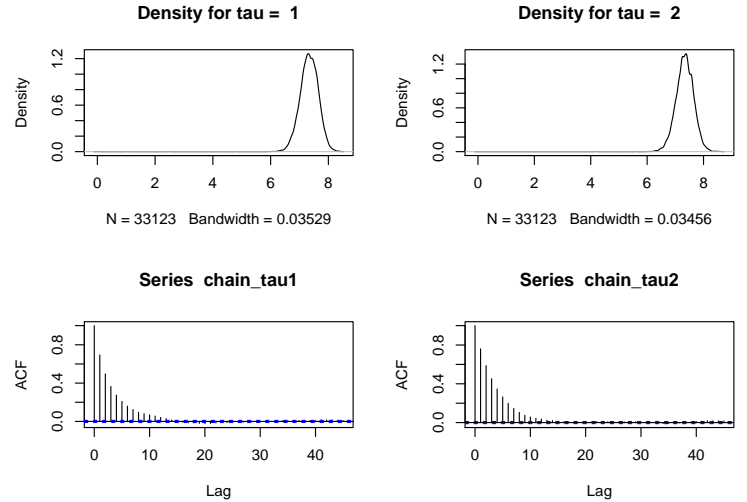 Density for tau = 1
Density
1.2
0.6
0.0
0 2 4 6 8
N = 33123 Bandwidth = 0.03529
Density for tau = 2
Density
1.2
0.6
0.0
0 2 4 6 8
N = 33123 Bandwidth = 0.03456
Series chain_tau1
ACF
0.8
0.4
0.0
0 10 20 30 40
Lag
Series chain_tau2
ACF
0.8
0.4
0.0
0 10 20 30 40
Lag